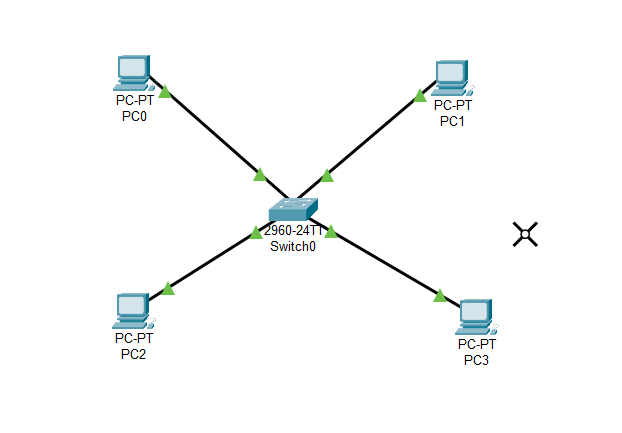 PC-PT
PC0
PC-PT
PC1
2960-24TT
Switch0
PC-PT
PC2
PC-PT
PC3